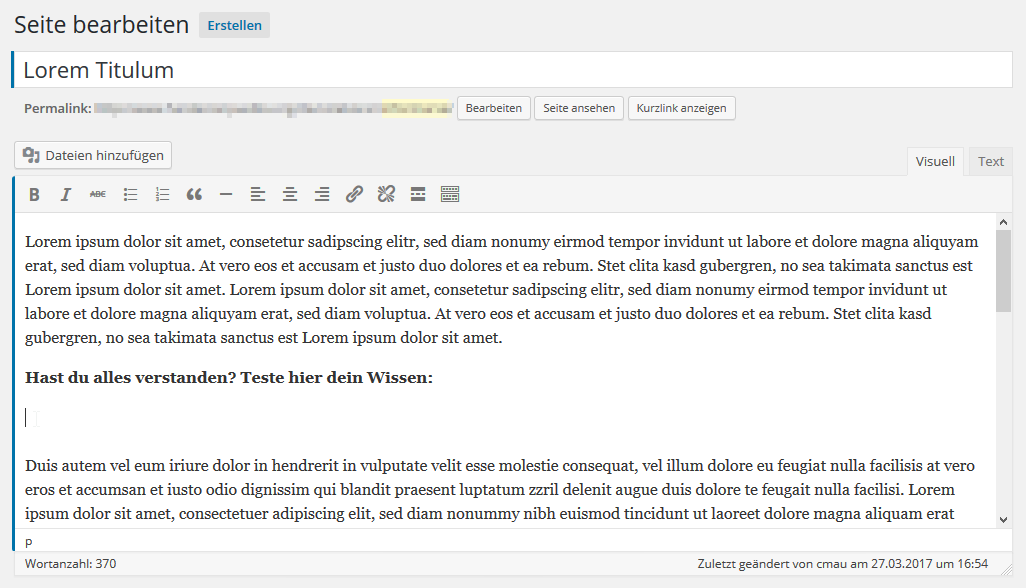 Seite bearbeiten Erstellen
Lorem Titulum
Permalink: Bearbeiten Seite ansehen Kurzlink anzeigen
Dateien hinzufügen Visuell Text
B I ABC
Lorem ipsum dolor sit amet, consetetur sadipscing elitr, sed diam nonumy eirmod tempor invidunt ut labore et dolore magna aliquyam
erat, sed diam voluptua. At vero eos et accusam et justo duo dolores et ea rebum. Stet clita kasd gubergren, no sea takimata sanctus est
Lorem ipsum dolor sit amet. Lorem ipsum dolor sit amet, consetetur sadipscing elitr, sed diam nonumy eirmod tempor invidunt ut
labore et dolore magna aliquyam erat, sed diam voluptua. At vero eos et accusam et justo duo dolores et ea rebum. Stet clita kasd
gubergren, no sea takimata sanctus est Lorem ipsum dolor sit amet.
Hast du alles verstanden? Teste hier dein Wissen:
Duis autem vel eum iriure dolor in hendrerit in vulputate velit esse molestie consequat, vel illum dolore eu feugiat nulla facilisis at vero
eros et accumsan et iusto odio dignissim qui blandit praesent luptatum zzril delenit augue duis dolore te feugait nulla facilisi. Lorem
ipsum dolor sit amet, consectetuer adipiscing elit, sed diam nonummy nibh euismod tincidunt ut laoreet dolore magna aliquam erat
p
Wortanzahl: 370 Zuletzt geändert von cmau am 27.03.2017 um 16:54